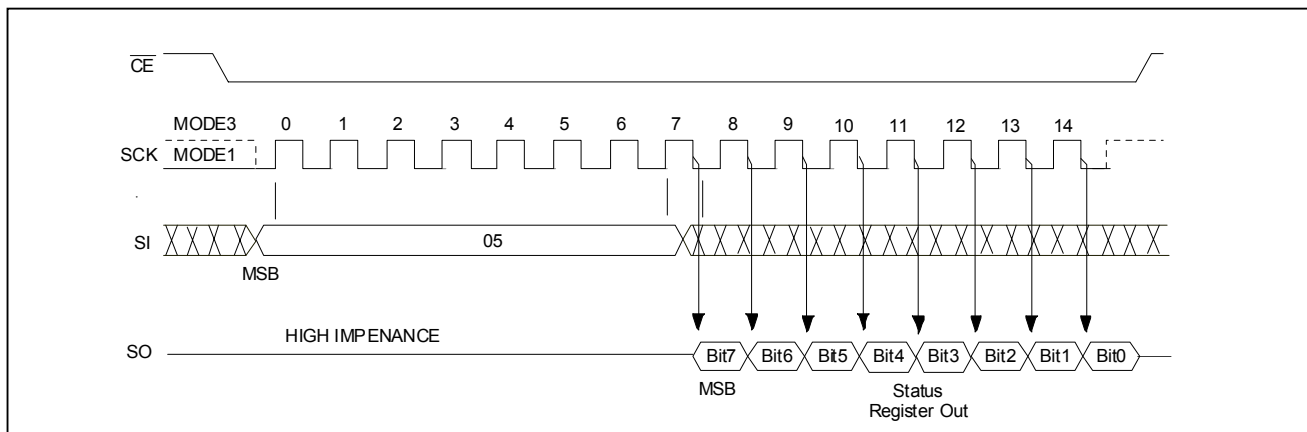 CE
MODE3 0 1 2 3 4 5 6 7 8 9 10 11 12 13 14
SCK MODE1
SI 05
MSB
HIGH IMPENANCE
SO Bit7 Bit6 Bit5 Bit4 Bit3 Bit2 Bit1 Bit0
MSB Status
Register Out